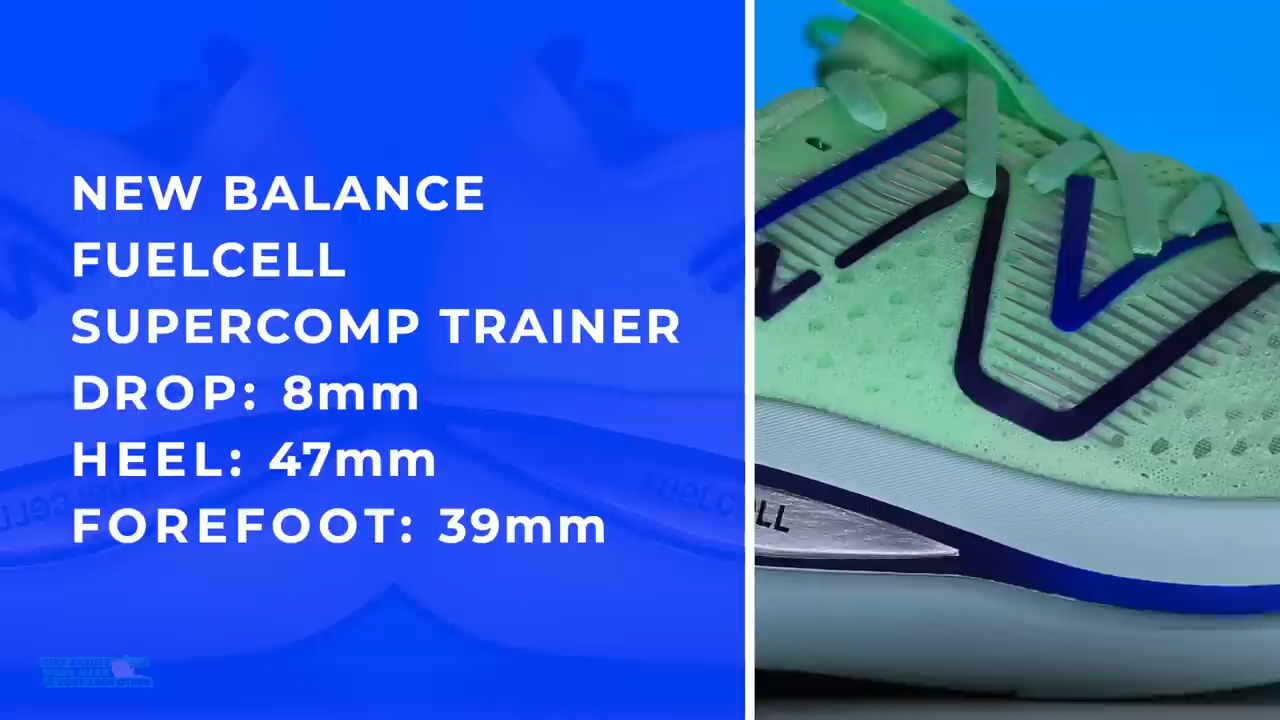 NEW BALANCE
FUELCELL
SUPERCOMP TRAINER
DROP: 8mm
HEEL: 47mm
FOREFOOT: 39mm